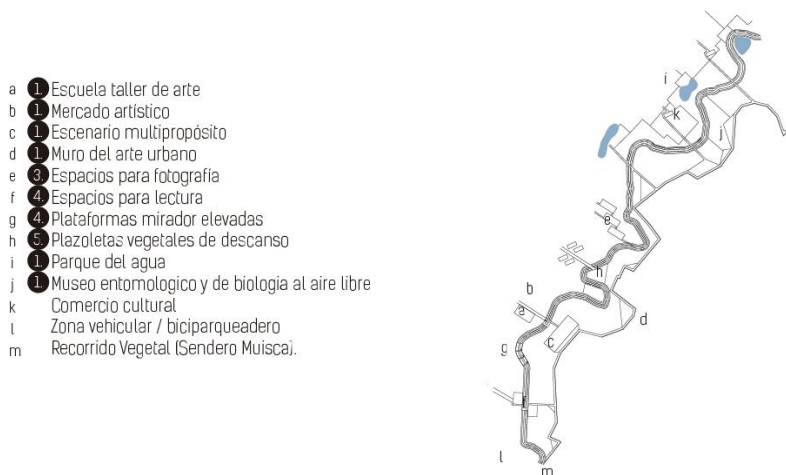 a 1. Escuela taller de arte
b 1. Mercado artístico
c 1. Escenario multipropósito
d 1. Muro del arte urbano
e 3. Espacios para fotografía
f 4. Espacios para lectura
g 4. Plataformas mirador elevadas
h 5. Plazoletas vegetales de descanso
i 1. Parque del agua
j 1. Museo entomologico y de biologia al aire libre
k Comercio cultural
l Zona vehicular / biciparqueadero
m Recorrido Vegetal (Sendero Muisca).
i
k
j
e
h
b
a
d
g
c
f
l
m